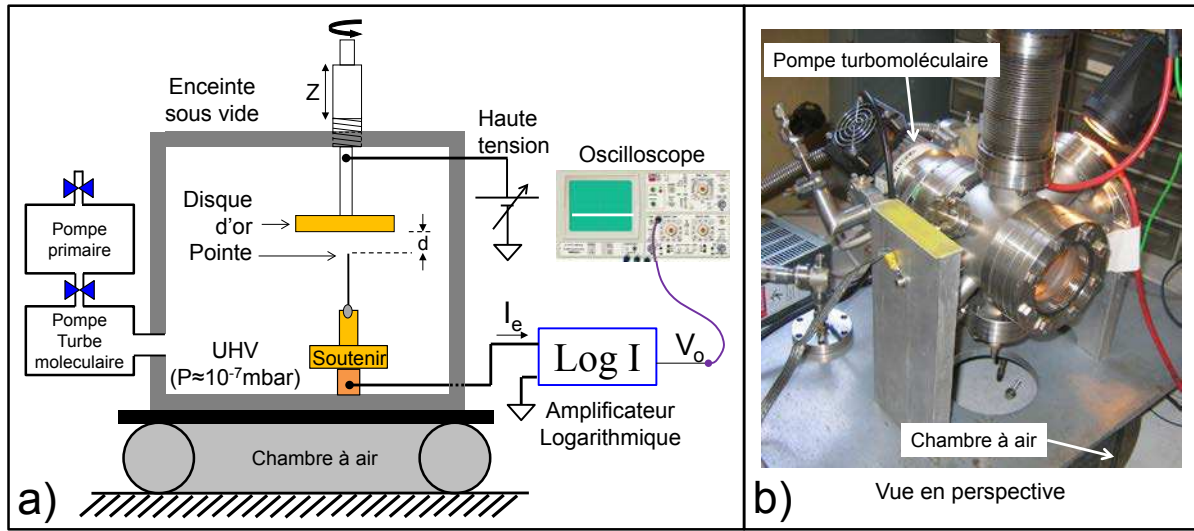 Enceinte
sous vide
Z
Haute
tension
Oscilloscope
Disque
d'or
Pointe
d
Pompe
primaire
Pompe
Turbe
moleculaire
UHV
(P≈10⁻⁷mbar)
Soutenir
Iₑ
Log I
Vₒ
Amplificateur
Logarithmique
Chambre à air
a)
Pompe turbomoléculaire
Chambre à air
Vue en perspective
b)